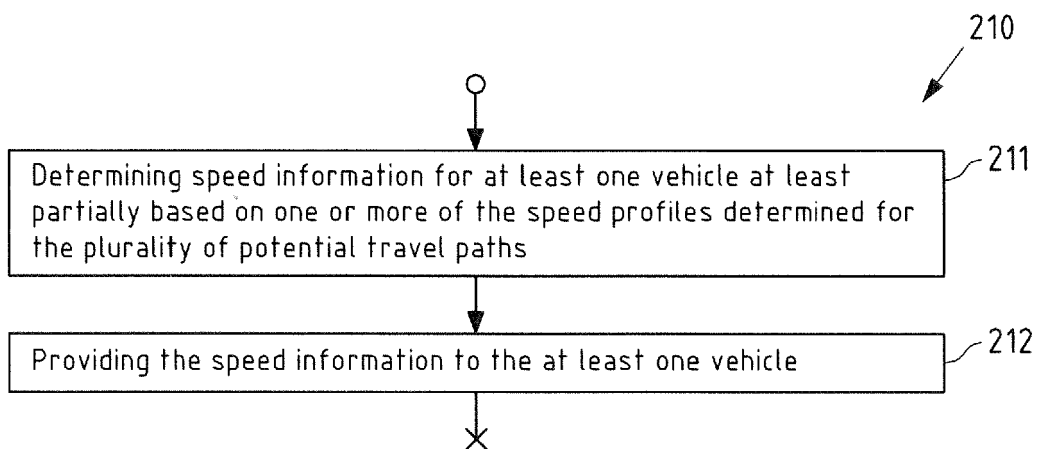 210
Determining speed information for at least one vehicle at least
partially based on one or more of the speed profiles determined for
the plurality of potential travel paths
211
Providing the speed information to the at least one vehicle
212